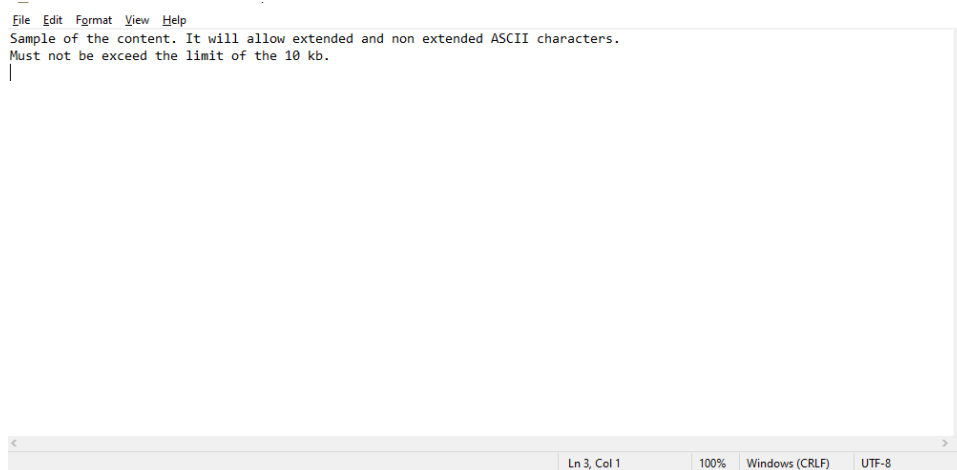 File Edit Format View Help
Sample of the content. It will allow extended and non extended ASCII characters.
Must not be exceed the limit of the 10 kb.
Ln 3, Col 1 100% Windows (CRLF) UTF-8